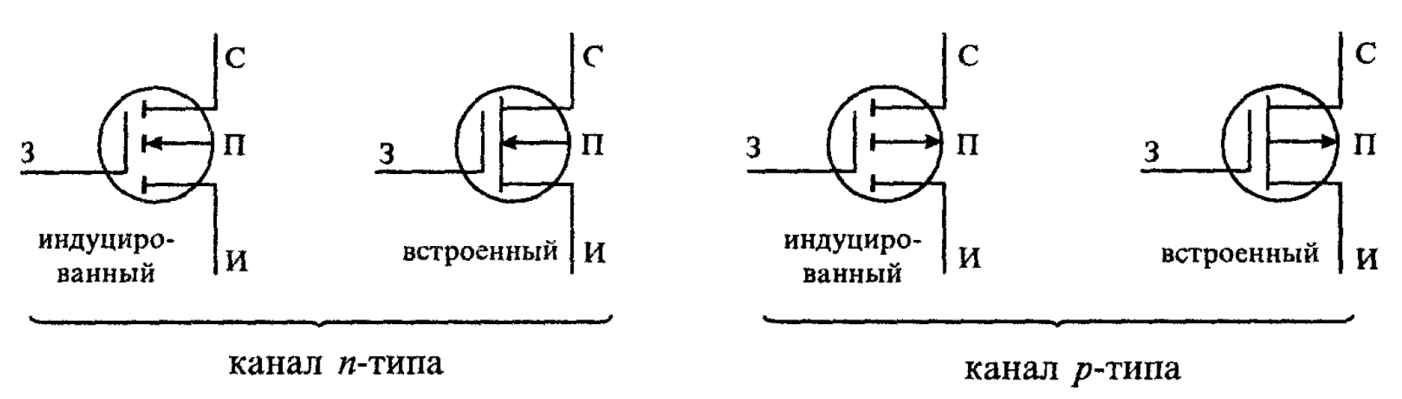 С
С
С
С
З
П
З
П
З
П
З
П
индуциро-
ванный
И
встроенный
И
индуциро-
ванный
И
встроенный
И
канал n-типа
канал p-типа